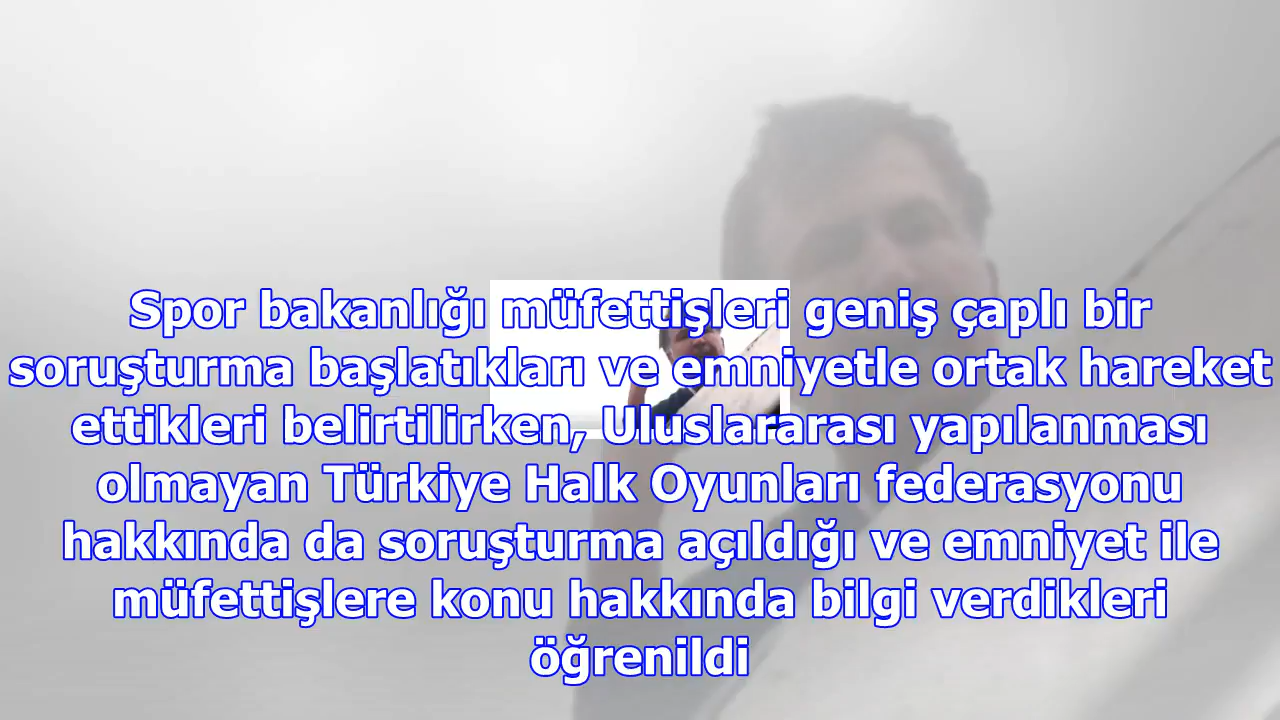 Spor bakanlığı müfettişleri geniş çaplı bir
soruşturma başlatıkları ve emniyetle ortak hareket
ettikleri belirtilirken, Uluslararası yapılanması
olmayan Türkiye Halk Oyunları federasyonu
hakkında da soruşturma açıldığı ve emniyet ile
müfettişlere konu hakkında bilgi verdikleri
öğrenildi